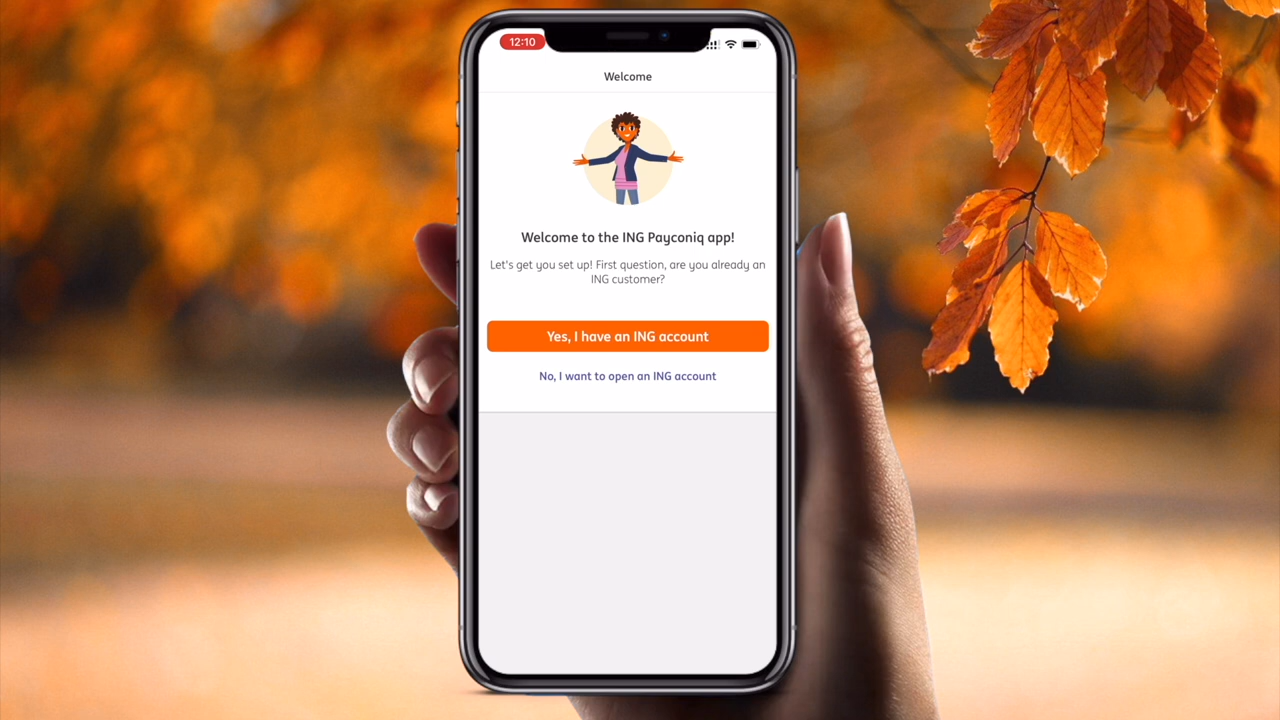 12:10
Welcome
Welcome to the ING Payconiq app!
Let's get you set up! First question, are you already an
ING customer?
Yes, I have an ING account
No, I want to open an ING account